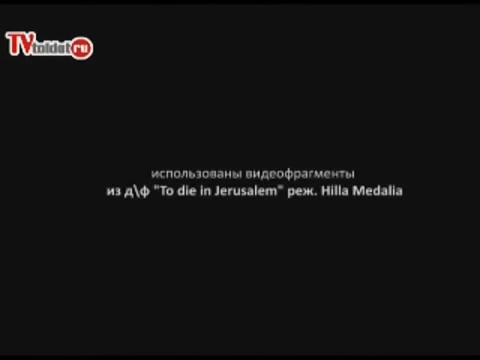 TVtoldot.ru
использованы видеофрагменты
из д\ф "To die in Jerusalem" реж. Hilla Medalia